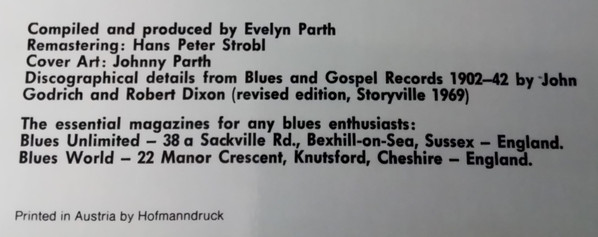 Compiled and produced by Evelyn Parth
Remastering: Hans Peter Strobl
Cover Art: Johnny Parth
Discographical details from Blues and Gospel Records 1902–42 by John
Godrich and Robert Dixon (revised edition, Storyville 1969)
The essential magazines for any blues enthusiasts:
Blues Unlimited – 38 a Sackville Rd., Bexhill-on-Sea, Sussex – England.
Blues World – 22 Manor Crescent, Knutsford, Cheshire – England.
Printed in Austria by Hofmanndruck